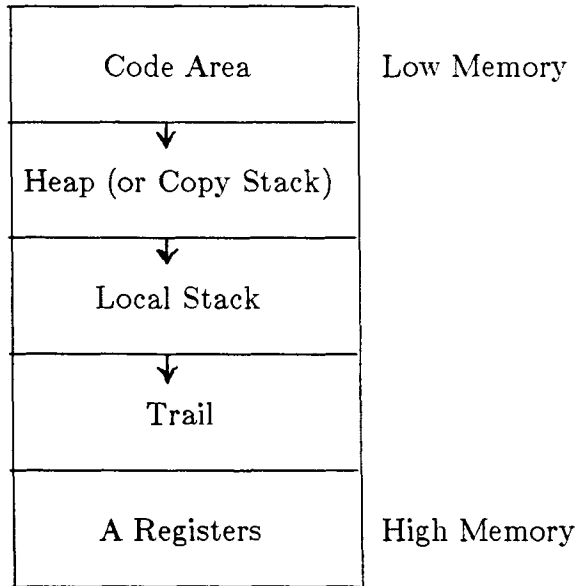 Code Area Low Memory
Heap (or Copy Stack)
Local Stack
Trail
A Registers High Memory